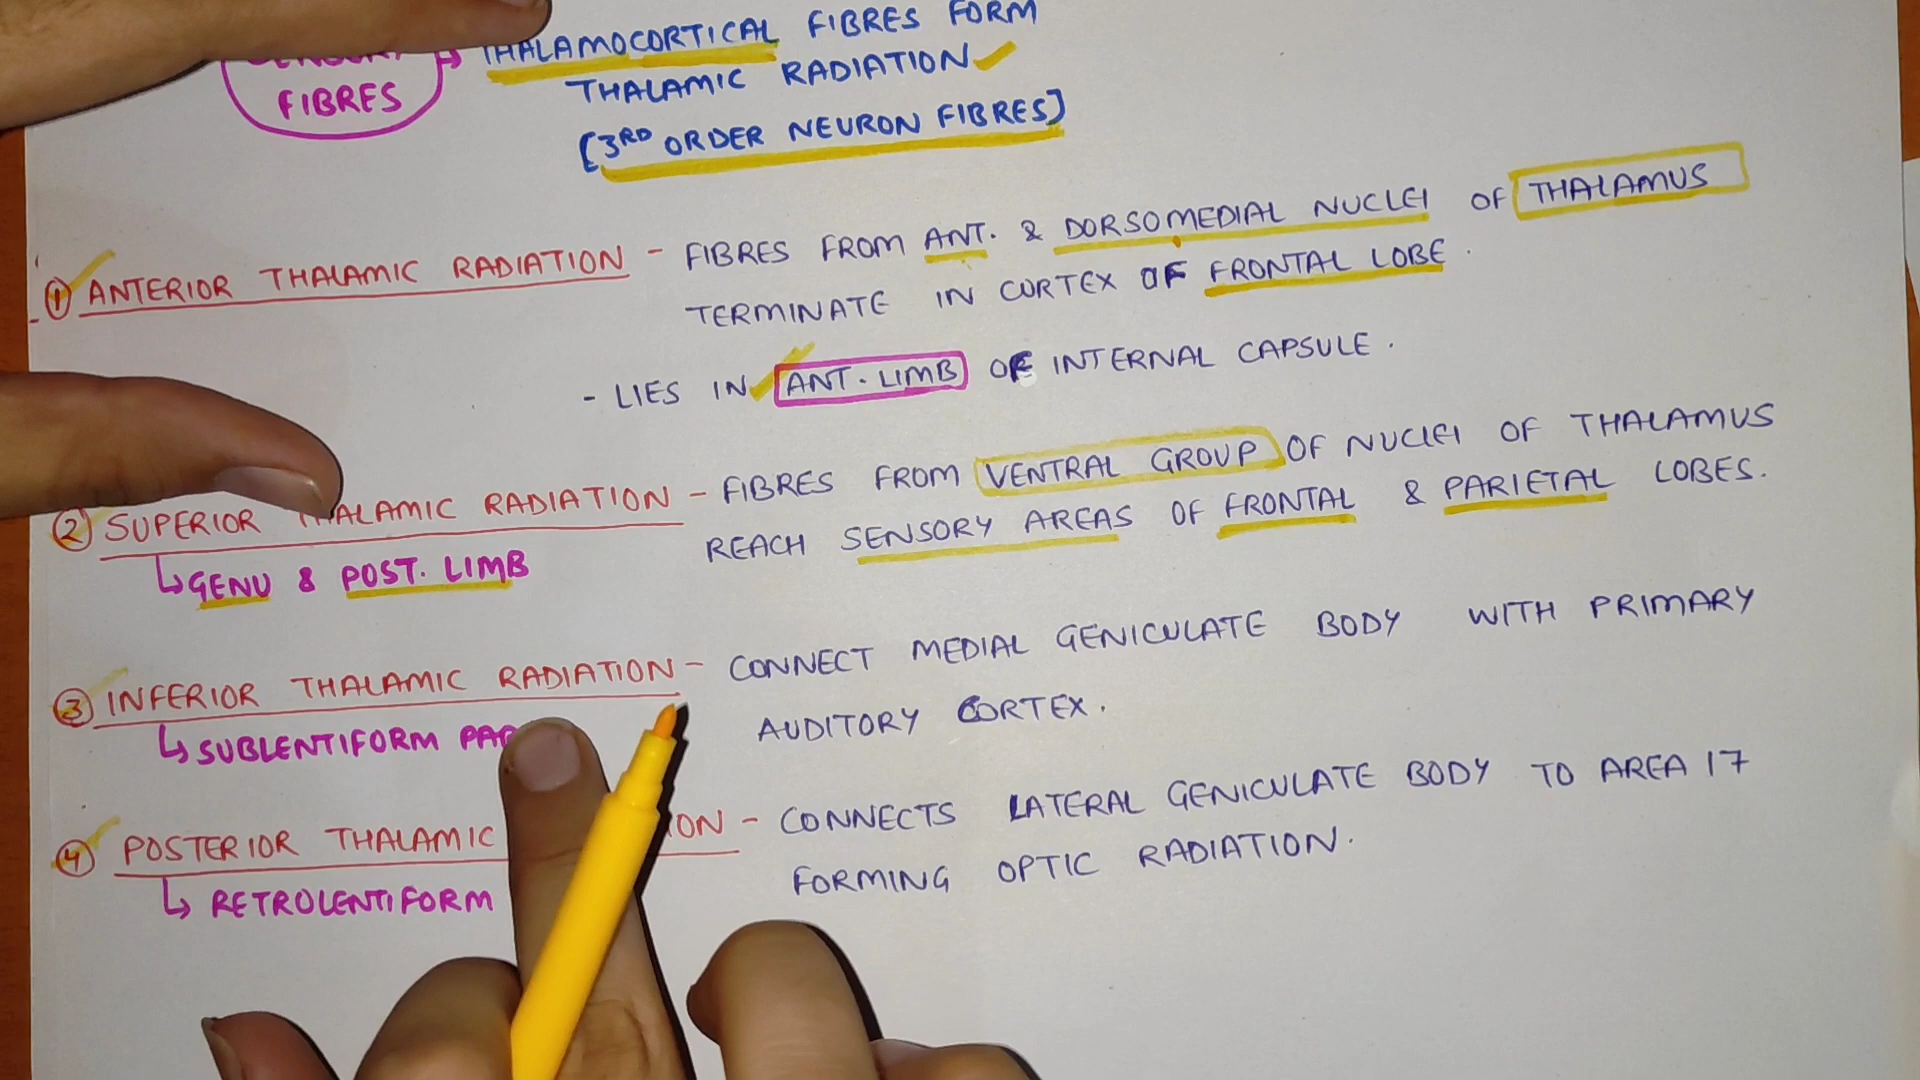 THALAMOCORTICAL FIBRES FORM
FIBRES
THALAMIC RADIATION
[3RD ORDER NEURON FIBRES]
① ANTERIOR THALAMIC RADIATION - FIBRES FROM ANT. & DORSOMEDIAL NUCLEI OF THALAMUS
TERMINATE IN CORTEX OF FRONTAL LOBE.
- LIES IN ANT. LIMB OF INTERNAL CAPSULE.
② SUPERIOR THALAMIC RADIATION - FIBRES FROM VENTRAL GROUP OF NUCLEI OF THALAMUS
REACH SENSORY AREAS OF FRONTAL & PARIETAL LOBES.
↳ GENU & POST. LIMB
③ INFERIOR THALAMIC RADIATION - CONNECT MEDIAL GENICULATE BODY WITH PRIMARY
AUDITORY CORTEX.
↳ SUBLENTIFORM
④ POSTERIOR THALAMIC - CONNECTS LATERAL GENICULATE BODY TO AREA 17
FORMING OPTIC RADIATION.
↳ RETROLENTIFORM